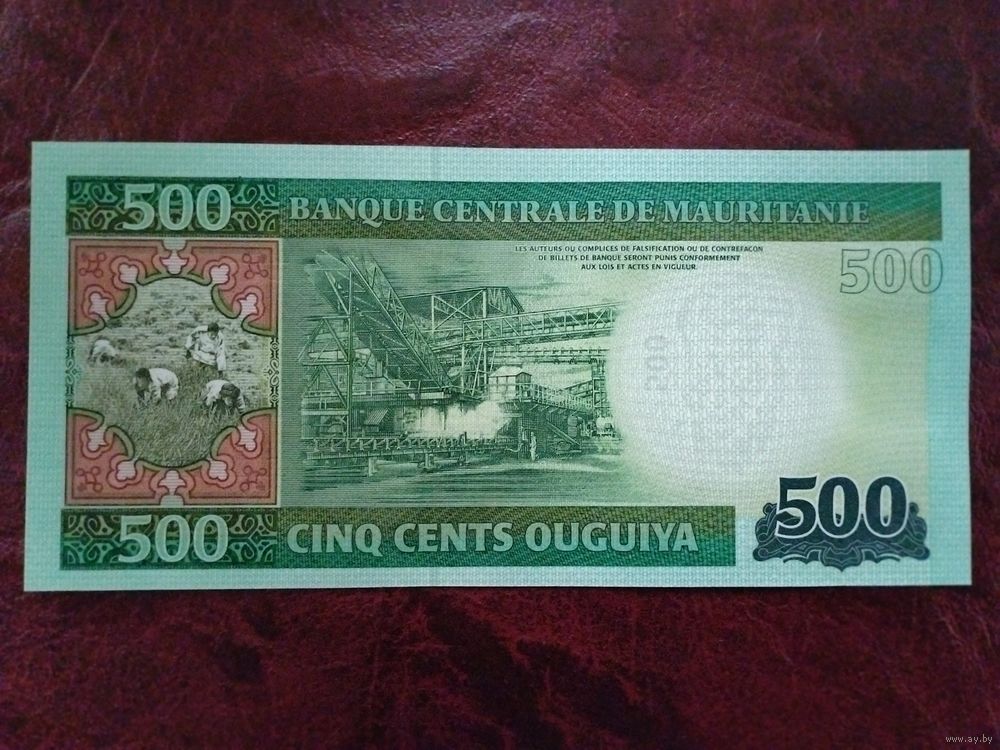 500
BANQUE CENTRALE DE MAURITANIE
LES AUTEURS OU COMPLICES DE FALSIFICATION OU DE CONTREFAÇON
DE BILLETS DE BANQUE SERONT PUNIS CONFORMEMENT
AUX LOIS ET ACTES EN VIGUEUR.
500
500
CINQ CENTS OUGUIYA
500
www.ay.by